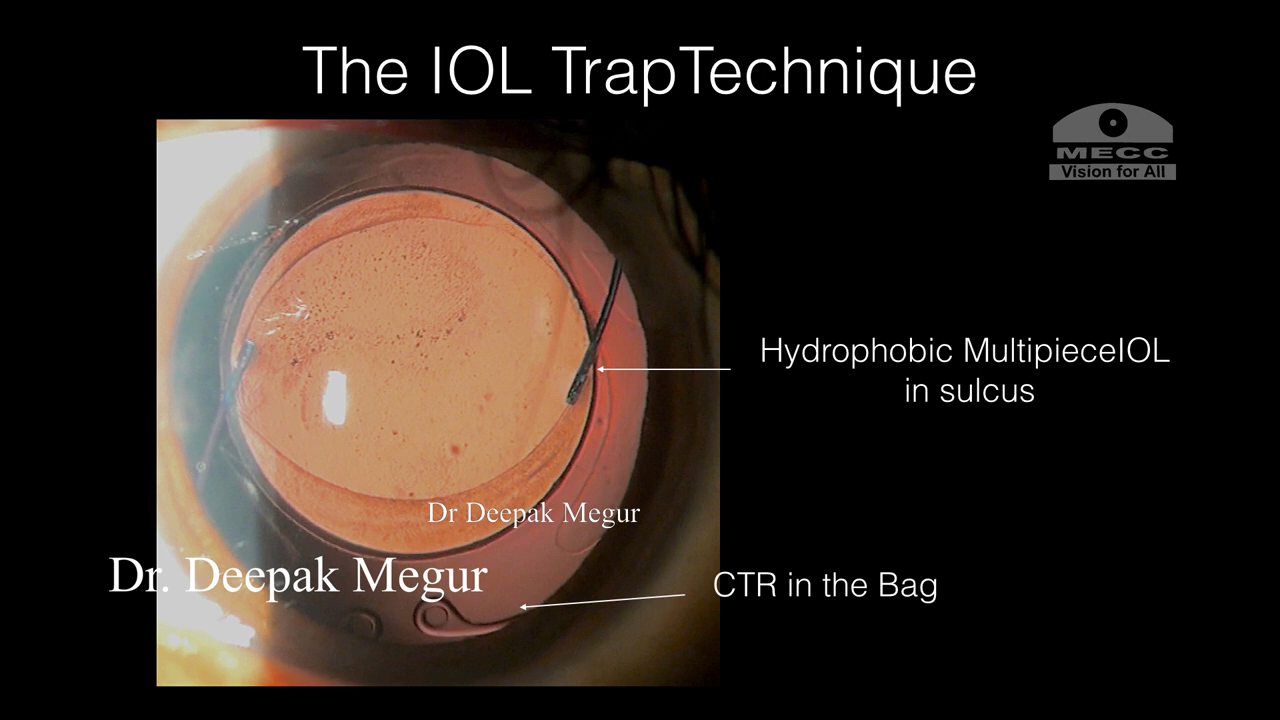 The IOL TrapTechnique
MECC
Vision for All
Hydrophobic MultipieceIOL
in sulcus
Dr Deepak Megur
Dr. Deepak Megur
CTR in the Bag